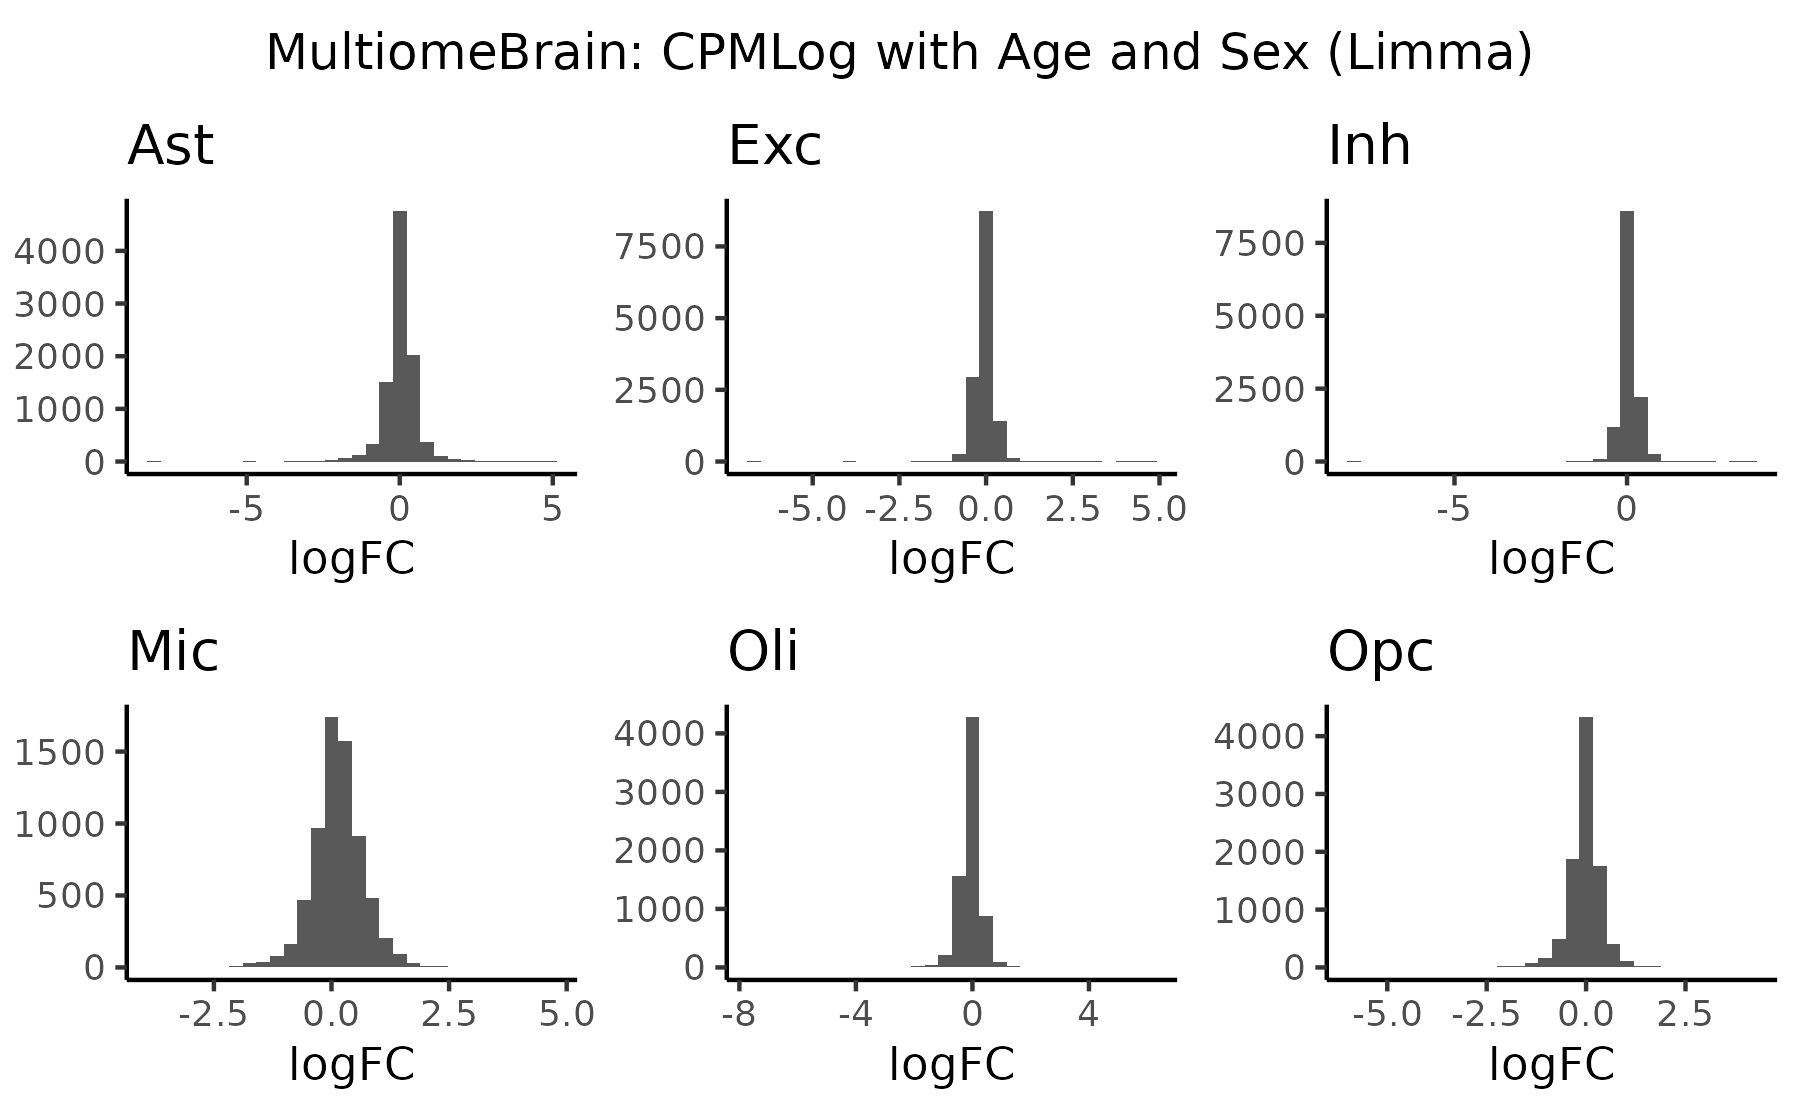 MultiomeBrain: CPMLog with Age and Sex (Limma)
Ast
4000
3000
2000
1000
0
-5 0 5
logFC
Exc
7500
5000
2500
0
-5.0 -2.5 0.0 2.5 5.0
logFC
Inh
7500
5000
2500
0
-5 0
logFC
Mic
1500
1000
500
0
-2.5 0.0 2.5 5.0
logFC
Oli
4000
3000
2000
1000
0
-8 -4 0 4
logFC
Opc
4000
3000
2000
1000
0
-5.0 -2.5 0.0 2.5
logFC